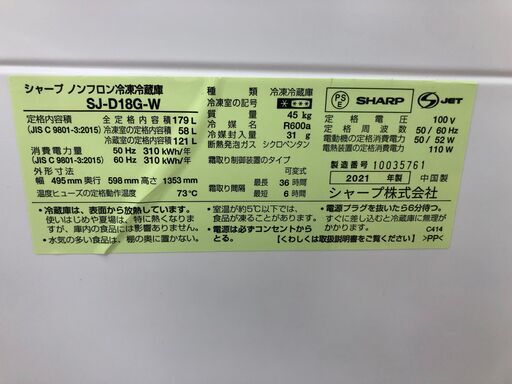 シャープ ノンフロン冷凍冷蔵庫
SJ-D18G-W
定格内容積 全定格内容積 179 L
(JIS C 9801-3:2015) 冷凍室の定格内容積 58 L
冷蔵室の定格内容積 121 L
消費電力量 50 Hz 310 kWh/年
(JIS C 9801-3:2015) 60 Hz 310 kWh/年
外形寸法
幅 495 mm 奥行 598 mm 高さ 1353 mm
温度ヒューズの定格動作温度 73℃
種類 冷凍冷蔵庫
冷凍室の記号
質量 45 kg
冷媒名 R600a
冷媒封入量 31 g
断熱発泡ガス シクロペンタン
霜取り制御装置のタイプ 可変形
霜取り間隔 最長 36 時間
最短 6 時間
PS
E
SHARP
JET
定格電圧 100 V
定格周波数 50 / 60 Hz
電動機の定格消費電力 50 / 52 W
電熱装置の定格消費電力 110 W
製造番号 10035761
2021 年製 中国製
シャープ株式会社
・冷蔵庫は、表面から放熱しています。
使いはじめや夏場は、特に熱くなりますが、庫内の食品には影響ありません。
・水気の多い食品は、棚の奥に置かない。
・室温が約5℃以下では、食品が凍ることがあります。
・電源は必ずコンセントからとる。
・電源プラグを抜いたら6分待つ。
すぐに差し込むと冷蔵庫に無理がかかり、故障の原因になります。
【くわしくは取扱説明書をご覧ください】
C414
>PP<